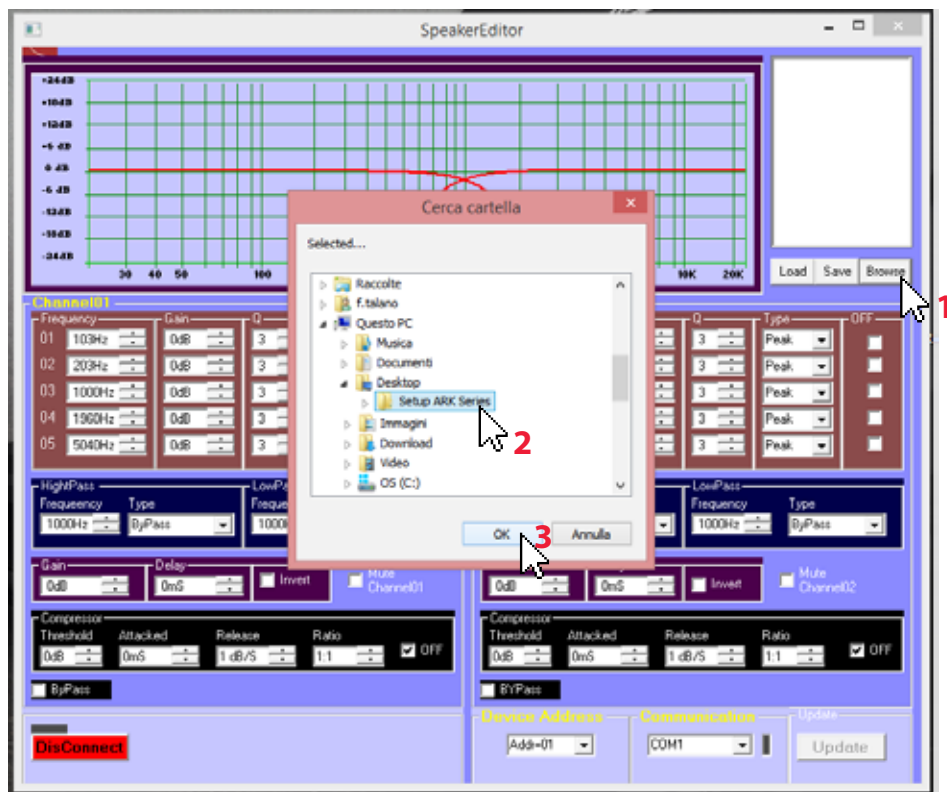 SpeakerEditor
+24dB
+18dB
+12dB
+6 dB
0 dB
-6 dB
-12dB
-18dB
-24dB
30 40 50 100 10K 20K
Load Save Browse
1
Cerca cartella
Selected...
Raccolte
f.talano
Questo PC
Musica
Documenti
Desktop
Setup ARK Series
2
Immagini
Download
Video
OS (C:)
OK 3 Annulla
Channel01
Frequency Gain Q Q Type OFF
01 103Hz 0dB 3 3 Peak
02 203Hz 0dB 3 3 Peak
03 1000Hz 0dB 3 3 Peak
04 1960Hz 0dB 3 3 Peak
05 5040Hz 0dB 3 3 Peak
HightPass LowPa LowPass
Frequeency Type Freque Frequency Type
1000Hz ByPass 1000 1000Hz ByPass
Gain Delay
0dB 0mS Invert Mute Channel01 0dB 0mS Invert Mute Channel02
Compressor Compressor
Threshold Attacked Release Ratio Threshold Attacked Release Ratio
0dB 0mS 1 dB/S 1:1 OFF 0dB 0mS 1 dB/S 1:1 OFF
ByPass BYPass
Device Address Communication Update
DisConnect Addr=01 COM1 Update